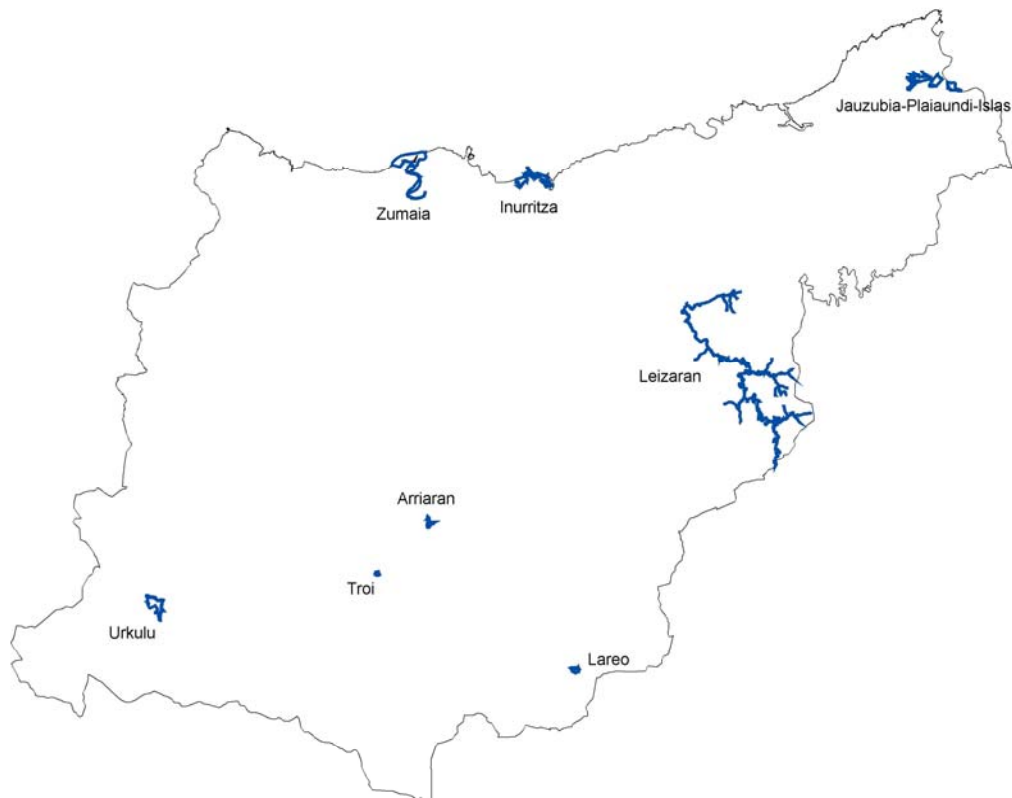 Jauzubia-Plaiaundi-Islas
Zumaia
Inurritza
Leizaran
Arriaran
Troi
Urkulu
Lareo